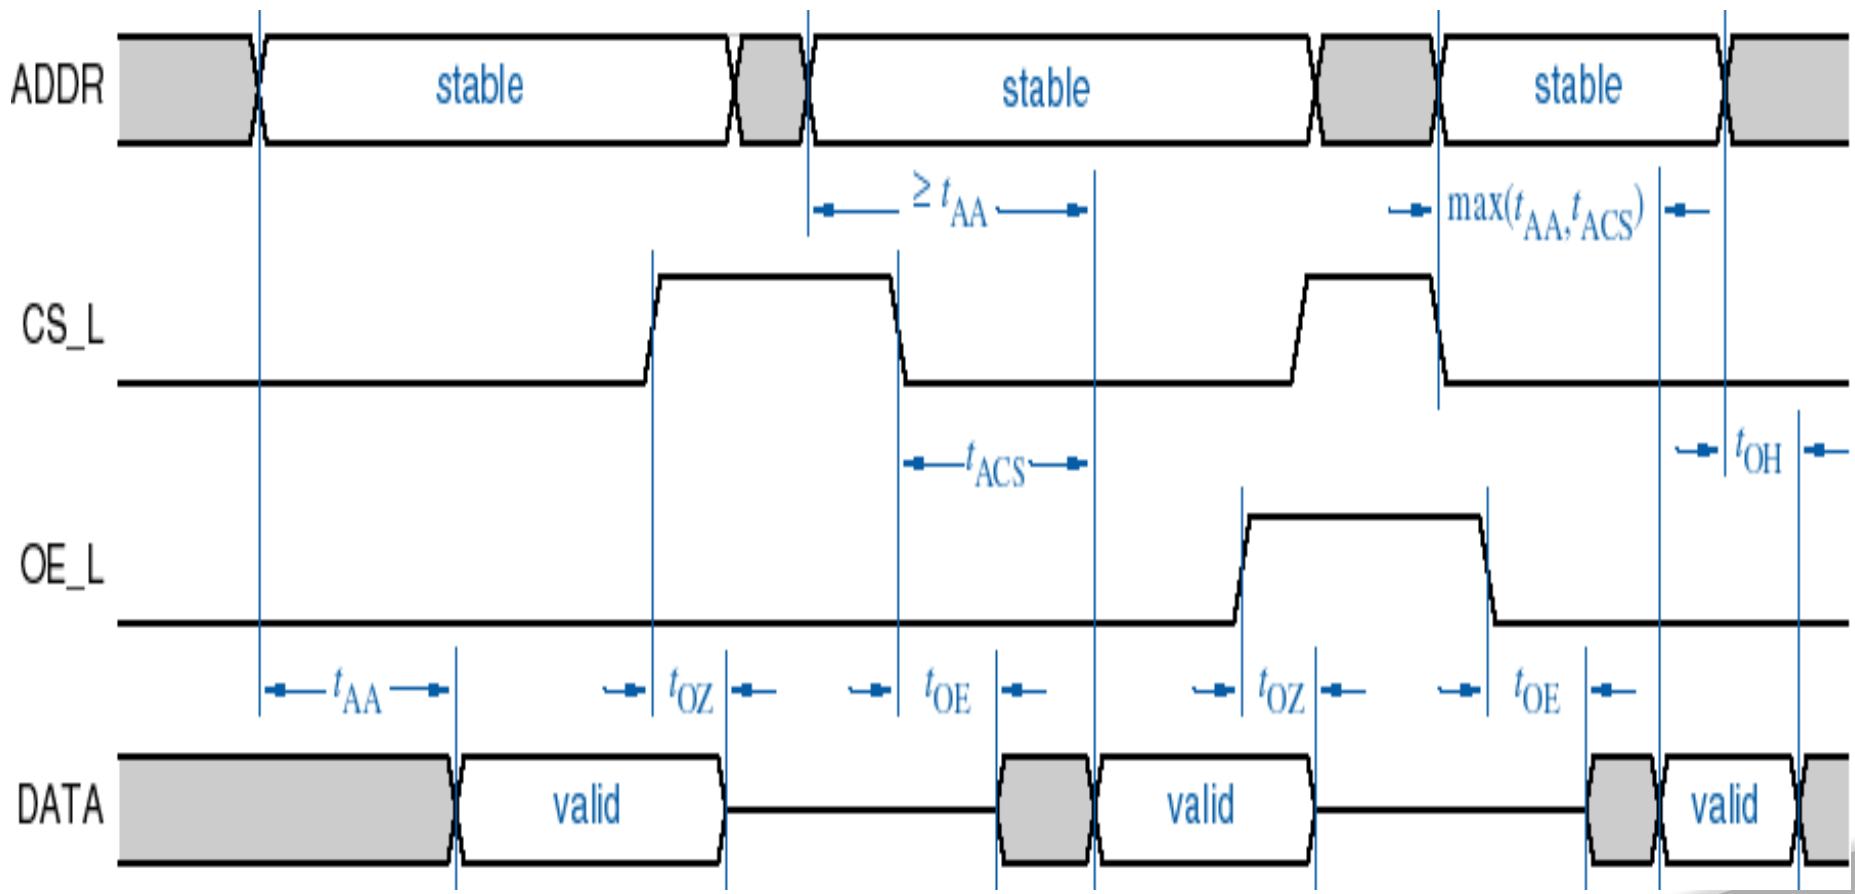 ADDR stable stable stable
≥ tAA max(tAA, tACS)
CS_L
tACS tOH
OE_L
tAA tOZ tOE tOZ tOE
DATA valid valid valid